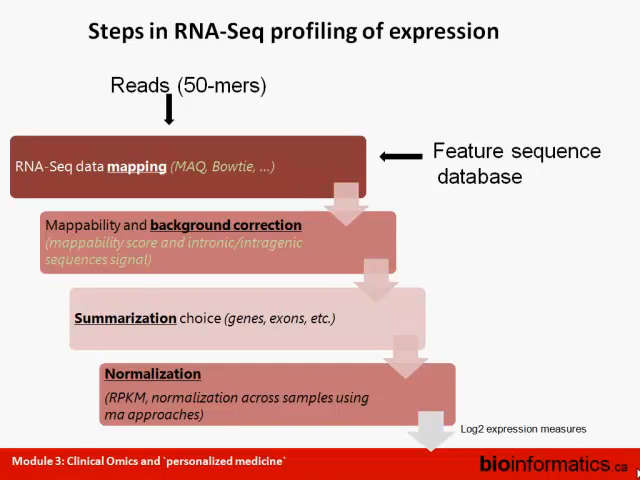 Steps in RNA-Seq profiling of expression
Reads (50-mers)
RNA-Seq data mapping (MAQ, Bowtie, ...)
Feature sequence
database
Mappability and background correction
(mappability score and intronic/intragenic
sequences signal)
Summarization choice (genes, exons, etc.)
Normalization
(RPKM, normalization across samples using
ma approaches)
Log2 expression measures
Module 3: Clinical Omics and `personalized medicine`
bioinformatics.ca